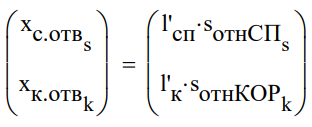 (x_с.отв_s) = (l'_сп·s_отнСП_s)
(x_к.отв_k) = (l'_к·s_отнКОР_k)